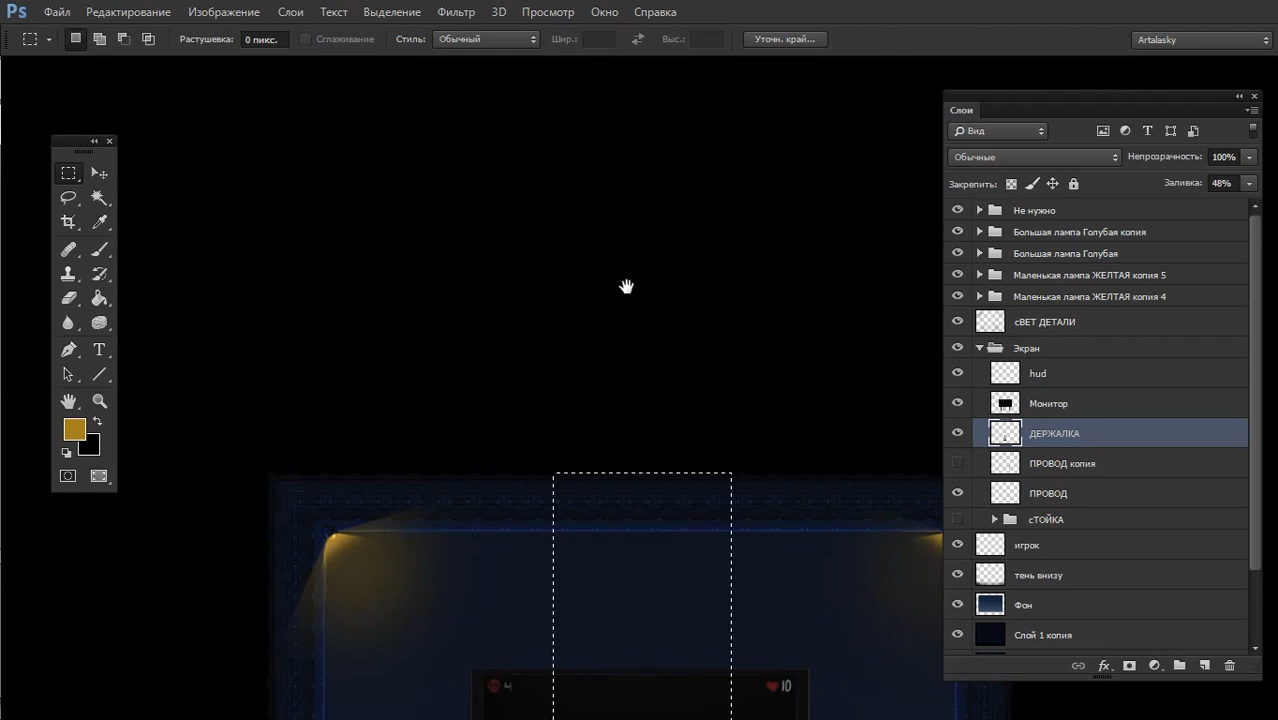 Ps Файл Редактирование Изображение Слои Текст Выделение Фильтр 3D Просмотр Окно Справка
Растушевка: 0 пикс. Сглаживание Стиль: Обычный Шир.: Выс.: Уточн. край... Artalasky
Слои
Вид
Обычные Непрозрачность: 100%
Закрепить: Заливка: 48%
Не нужно
Большая лампа Голубая копия
Большая лампа Голубая
Маленькая лампа ЖЕЛТАЯ копия 5
Маленькая лампа ЖЕЛТАЯ копия 4
сВЕТ ДЕТАЛИ
Экран
hud
Монитор
ДЕРЖАЛКА
ПРОВОД копия
ПРОВОД
сТОЙКА
игрок
тень внизу
Фон
Слой 1 копия
4 10